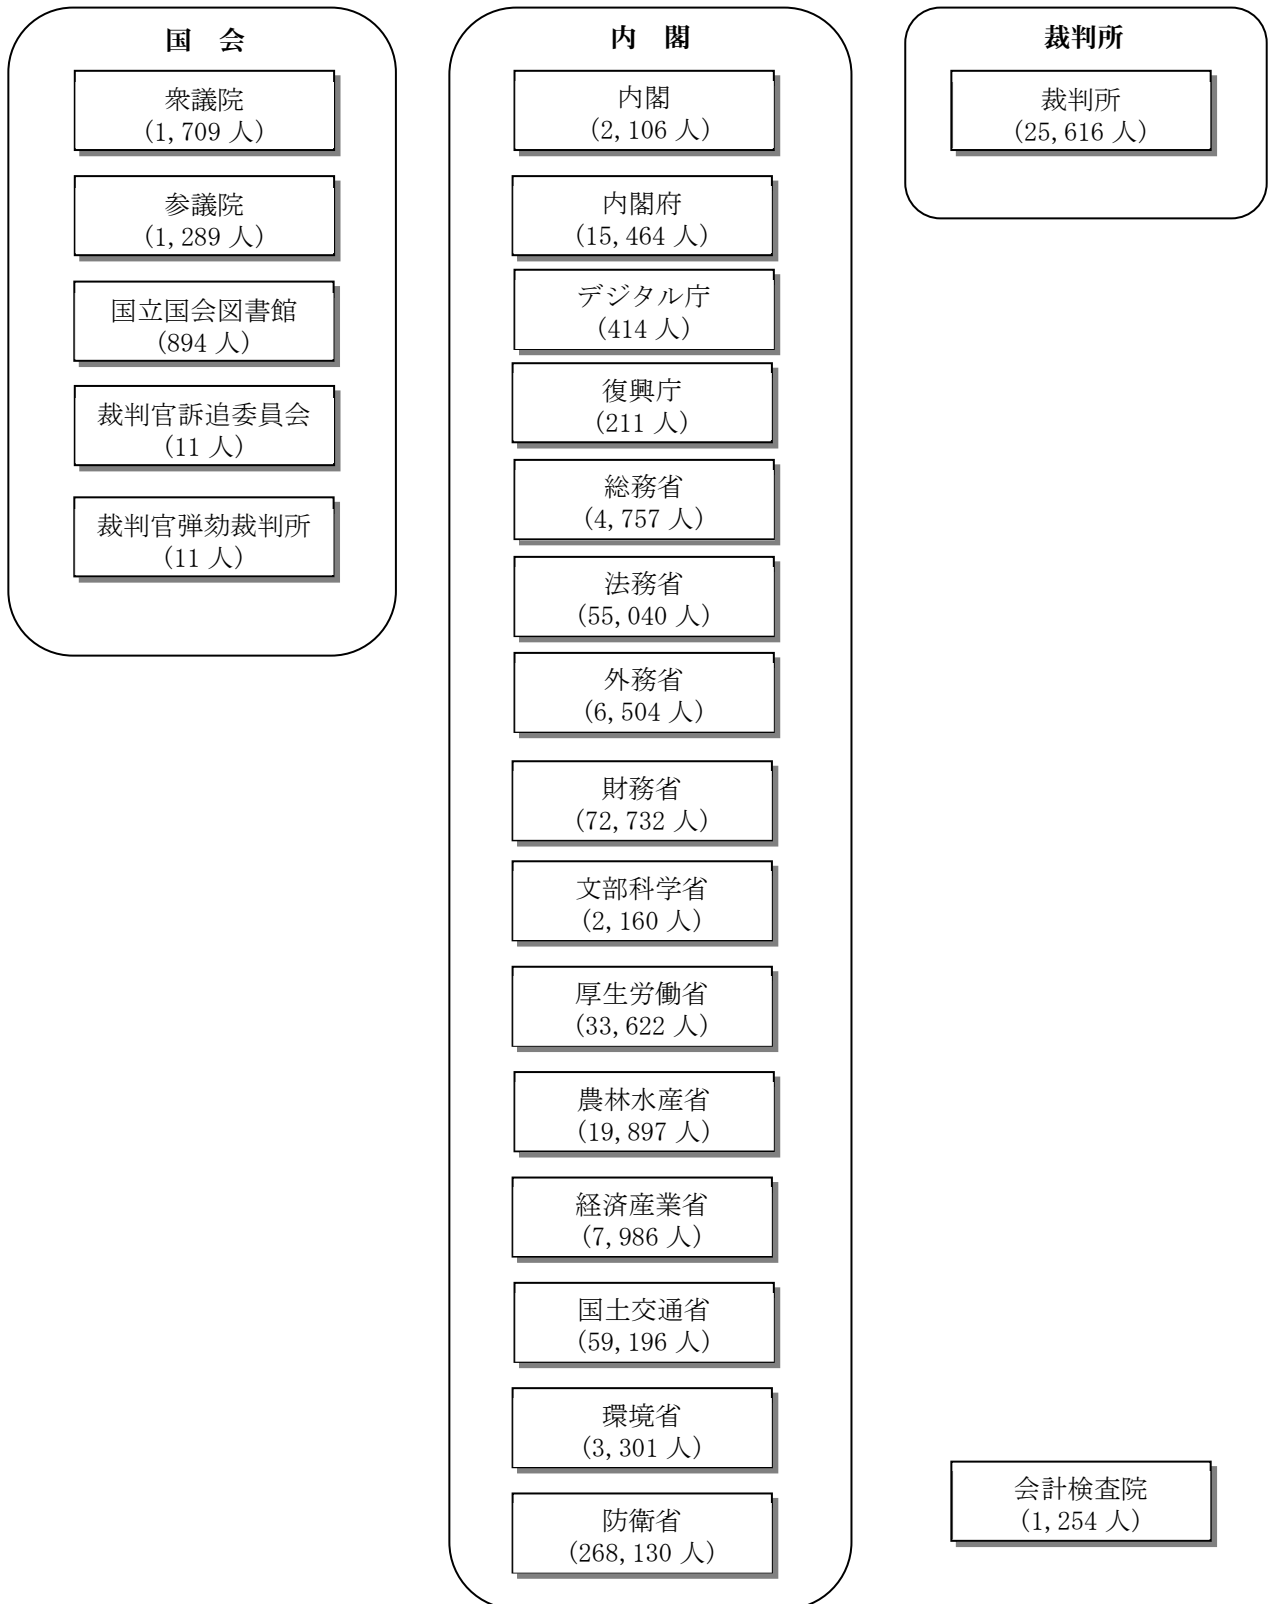 国　会
衆議院
(1,709 人)
参議院
(1,289 人)
国立国会図書館
(894 人)
裁判官訴追委員会
(11 人)
裁判官弾劾裁判所
(11 人)
内　閣
内閣
(2,106 人)
内閣府
(15,464 人)
デジタル庁
(414 人)
復興庁
(211 人)
総務省
(4,757 人)
法務省
(55,040 人)
外務省
(6,504 人)
財務省
(72,732 人)
文部科学省
(2,160 人)
厚生労働省
(33,622 人)
農林水産省
(19,897 人)
経済産業省
(7,986 人)
国土交通省
(59,196 人)
環境省
(3,301 人)
防衛省
(268,130 人)
裁判所
裁判所
(25,616 人)
会計検査院
(1,254 人)